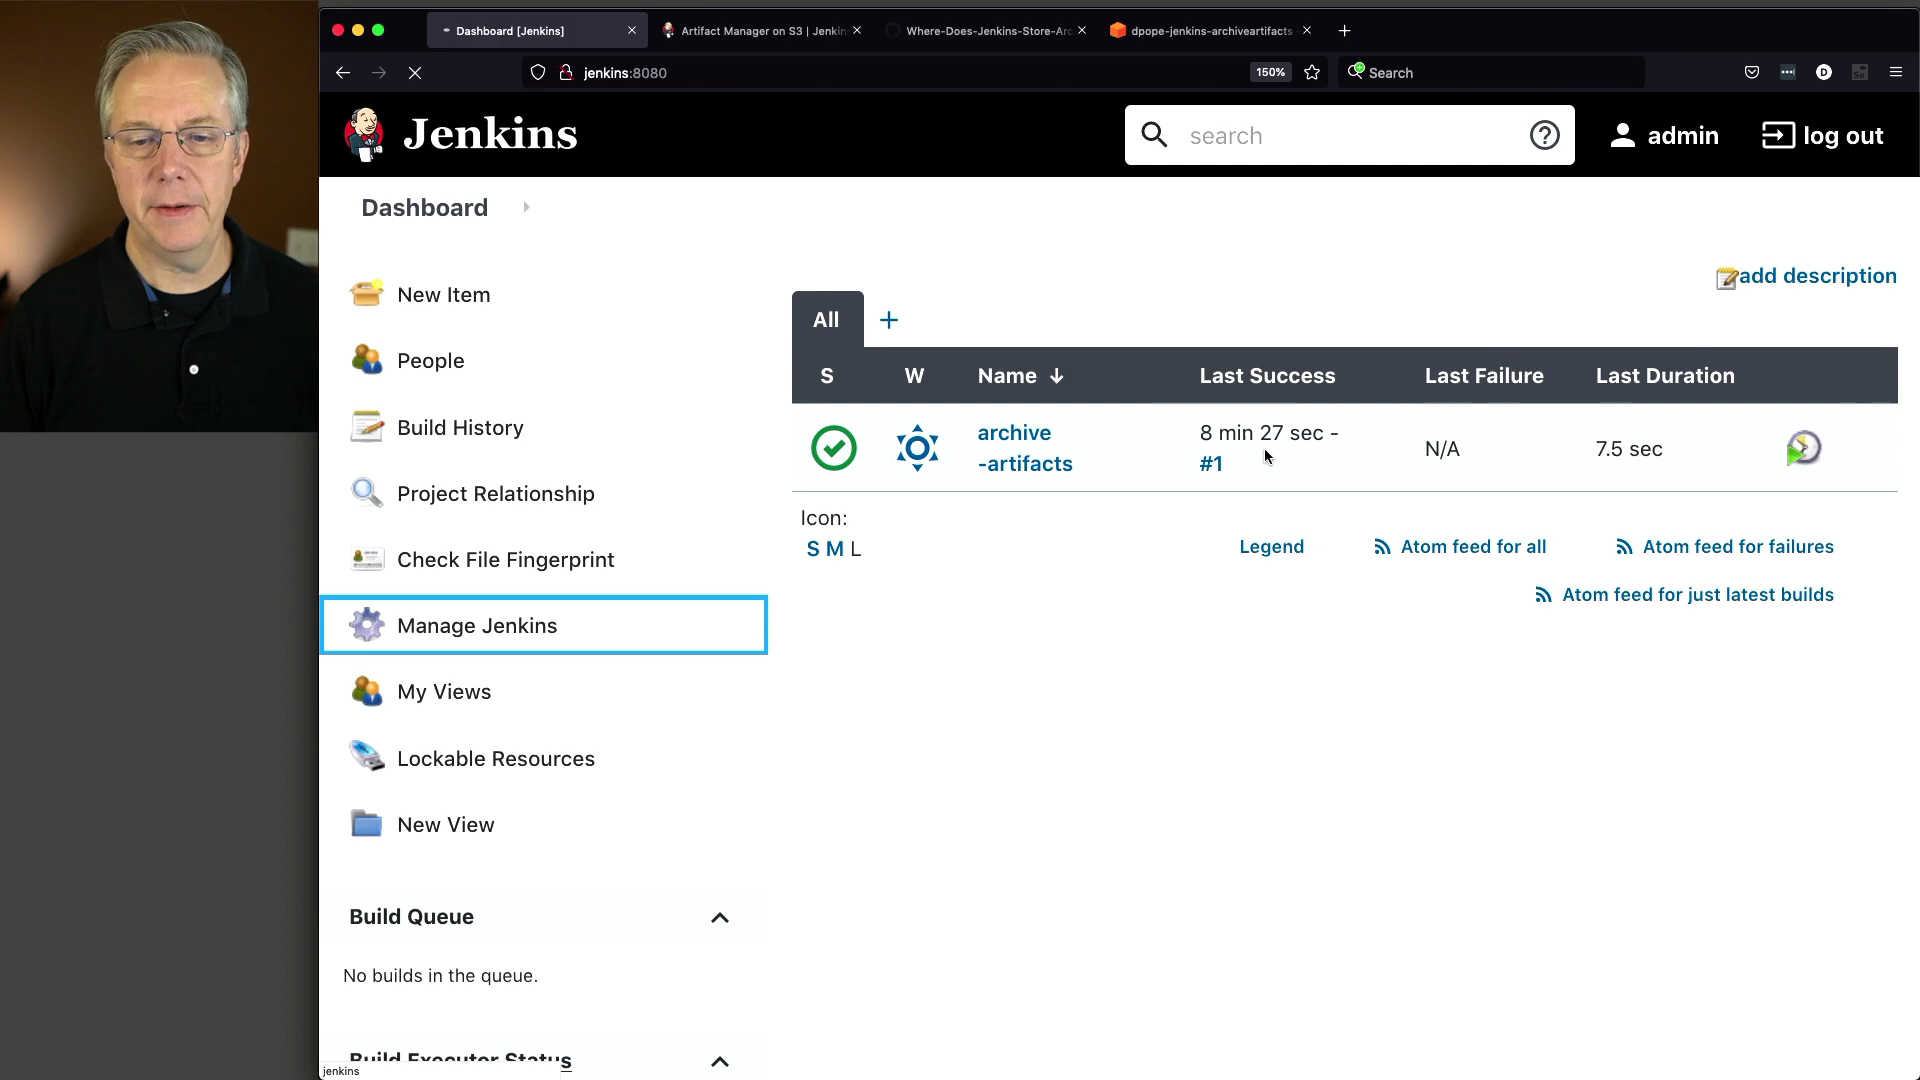 Dashboard [Jenkins]
Artifact Manager on S3 | Jenkin
Where-Does-Jenkins-Store-Arc
dpope-jenkins-archiveartifacts
jenkins:8080
150%
Search
Jenkins
search
admin
log out
Dashboard
add description
New Item
People
Build History
Project Relationship
Check File Fingerprint
Manage Jenkins
My Views
Lockable Resources
New View
All +
S W Name ↓ Last Success Last Failure Last Duration
archive
-artifacts
8 min 27 sec -
#1
N/A
7.5 sec
Icon:
S M L
Legend
Atom feed for all
Atom feed for failures
Atom feed for just latest builds
Build Queue
No builds in the queue.
Build Executor Status
jenkins